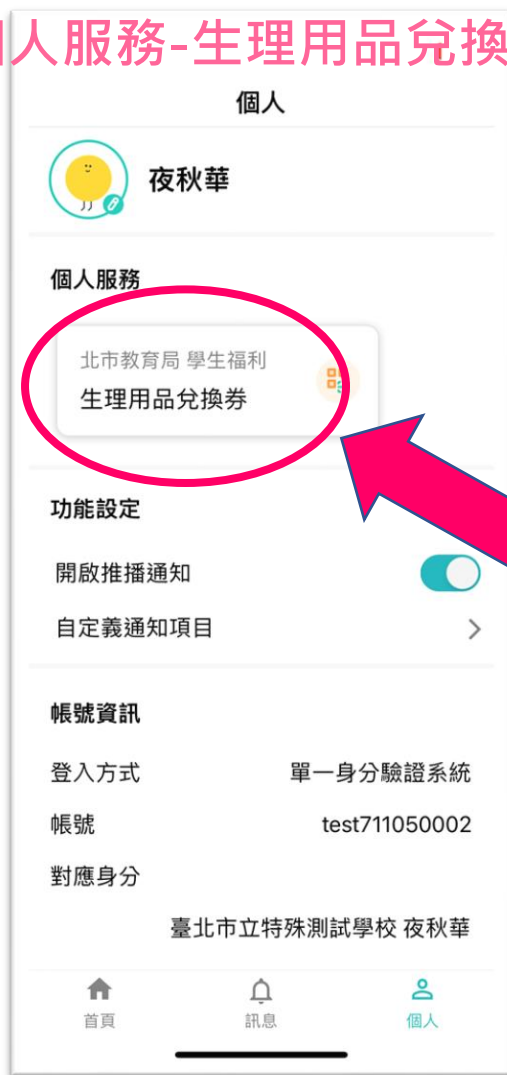 人服務-生理用品兌換
個人
夜秋華
個人服務
北市教育局 學生福利
生理用品兌換券
功能設定
開啟推播通知
自定義通知項目
帳號資訊
登入方式 單一身分驗證系統
帳號 test711050002
對應身分
臺北市立特殊測試學校 夜秋華
首頁 訊息 個人